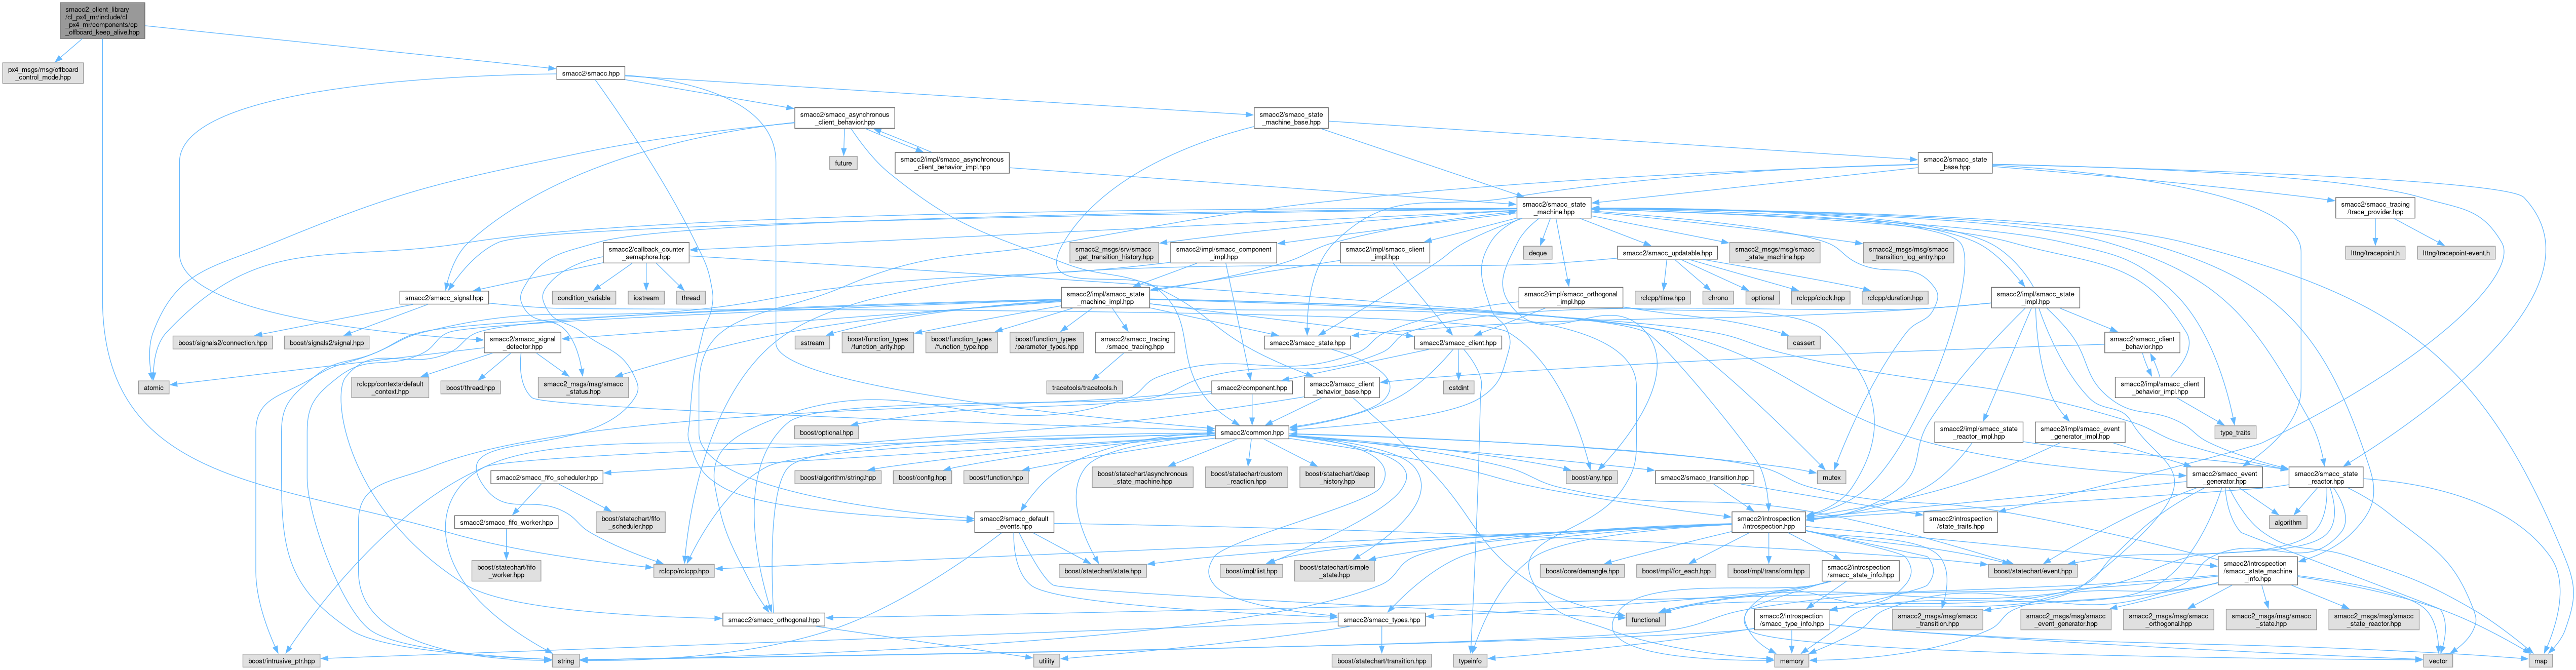 smacc2_client_library
/cl_px4_mr/include/cl
_px4_mr/components/cp
_offboard_keep_alive.hpp
px4_msgs/msg/offboard
_control_mode.hpp
smacc2/smacc.hpp
smacc2/smacc_asynchronous
_client_behavior.hpp
smacc2/smacc_state
_machine_base.hpp
future
smacc2/impl/smacc_asynchronous
_client_behavior_impl.hpp
smacc2/smacc_state
_base.hpp
smacc2/smacc_state
_machine.hpp
smacc2/smacc_tracing
/trace_provider.hpp
smacc2/callback_counter
_semaphore.hpp
smacc2_msgs/srv/smacc
_get_transition_history.hpp
smacc2/impl/smacc_component
_impl.hpp
smacc2/impl/smacc_client
_impl.hpp
deque
smacc2/smacc_updatable.hpp
smacc2_msgs/msg/smacc
_state_machine.hpp
smacc2_msgs/msg/smacc
_transition_log_entry.hpp
lttng/tracepoint.h
lttng/tracepoint-event.h
smacc2/smacc_signal.hpp
condition_variable
iostream
thread
smacc2/impl/smacc_state
_machine_impl.hpp
smacc2/impl/smacc_orthogonal
_impl.hpp
rclcpp/time.hpp
chrono
optional
rclcpp/clock.hpp
rclcpp/duration.hpp
smacc2/impl/smacc_state
_impl.hpp
boost/signals2/connection.hpp
boost/signals2/signal.hpp
smacc2/smacc_signal
_detector.hpp
sstream
boost/function_types
/function_arity.hpp
boost/function_types
/function_type.hpp
boost/function_types
/parameter_types.hpp
smacc2/smacc_tracing
/smacc_tracing.hpp
smacc2/smacc_state.hpp
smacc2/smacc_client.hpp
cassert
smacc2/smacc_client
_behavior.hpp
atomic
rclcpp/contexts/default
_context.hpp
boost/thread.hpp
smacc2_msgs/msg/smacc
_status.hpp
tracetools/tracetools.h
smacc2/component.hpp
smacc2/smacc_client
_behavior_base.hpp
cstdint
smacc2/impl/smacc_client
_behavior_impl.hpp
boost/optional.hpp
smacc2/common.hpp
smacc2/impl/smacc_state
_reactor_impl.hpp
smacc2/impl/smacc_event
_generator_impl.hpp
type_traits
smacc2/smacc_fifo_scheduler.hpp
boost/algorithm/string.hpp
boost/config.hpp
boost/function.hpp
boost/statechart/asynchronous
_state_machine.hpp
boost/statechart/custom
_reaction.hpp
boost/statechart/deep
_history.hpp
boost/any.hpp
smacc2/smacc_transition.hpp
mutex
smacc2/smacc_event
_generator.hpp
smacc2/smacc_state
_reactor.hpp
smacc2/smacc_fifo_worker.hpp
boost/statechart/fifo
_scheduler.hpp
smacc2/smacc_default
_events.hpp
smacc2/introspection
/introspection.hpp
smacc2/introspection
/state_traits.hpp
algorithm
boost/statechart/fifo
_worker.hpp
rclcpp/rclcpp.hpp
boost/statechart/state.hpp
boost/mpl/list.hpp
boost/statechart/simple
_state.hpp
boost/core/demangle.hpp
boost/mpl/for_each.hpp
boost/mpl/transform.hpp
smacc2/introspection
/smacc_state_info.hpp
boost/statechart/event.hpp
smacc2/introspection
/smacc_state_machine
_info.hpp
smacc2/smacc_orthogonal.hpp
smacc2/smacc_types.hpp
functional
smacc2/introspection
/smacc_type_info.hpp
smacc2_msgs/msg/smacc
_transition.hpp
smacc2_msgs/msg/smacc
_event_generator.hpp
smacc2_msgs/msg/smacc
_orthogonal.hpp
smacc2_msgs/msg/smacc
_state.hpp
smacc2_msgs/msg/smacc
_state_reactor.hpp
boost/intrusive_ptr.hpp
string
utility
boost/statechart/transition.hpp
typeinfo
memory
vector
map